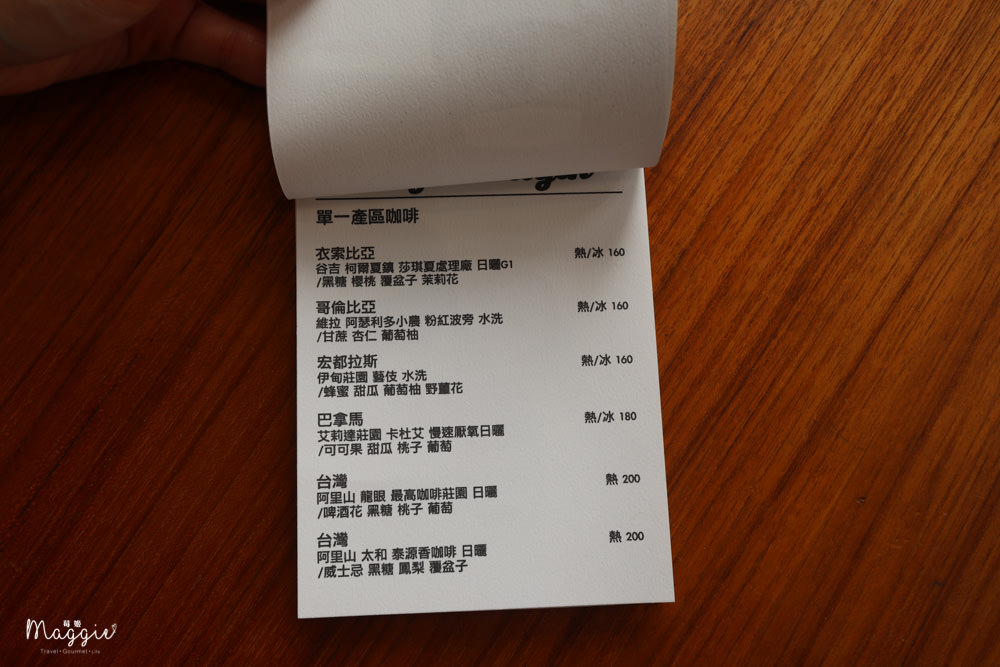 單一產區咖啡
衣索比亞 熱/冰 160
谷吉 柯爾夏鎮 莎琪夏處理廠 日曬G1
/黑糖 櫻桃 覆盆子 茉莉花
哥倫比亞 熱/冰 160
維拉 阿瑟利多小農 粉紅波旁 水洗
/甘蔗 杏仁 葡萄柚
宏都拉斯 熱/冰 160
伊甸莊園 藝伎 水洗
/蜂蜜 甜瓜 葡萄柚 野薑花
巴拿馬 熱/冰 180
艾莉達莊園 卡杜艾 慢速厭氧日曬
/可可果 甜瓜 桃子 葡萄
台灣 熱 200
阿里山 龍眼 最高咖啡莊園 日曬
/啤酒花 黑糖 桃子 葡萄
台灣 熱 200
阿里山 太和 泰源香咖啡 日曬
/威士忌 黑糖 鳳梨 覆盆子
莓姬
Maggie
Travel·Gourmet·Life